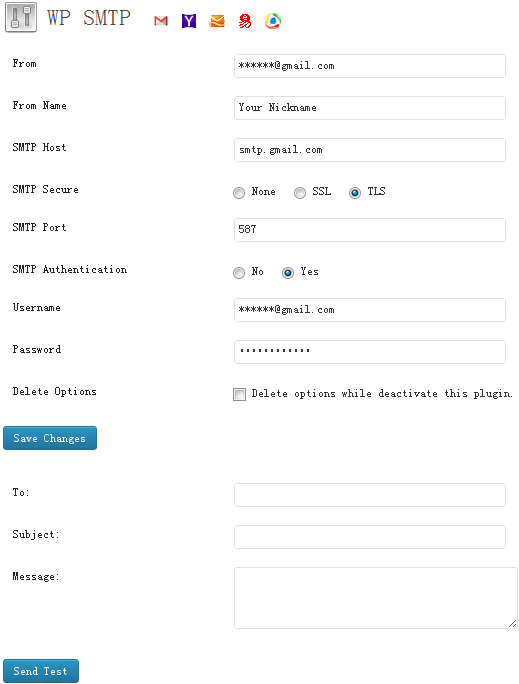 WP SMTP
From ******@gmail.com
From Name Your Nickname
SMTP Host smtp.gmail.com
SMTP Secure None SSL TLS
SMTP Port 587
SMTP Authentication No Yes
Username ******@gmail.com
Password ············
Delete Options Delete options while deactivate this plugin.
Save Changes
To:
Subject:
Message:
Send Test